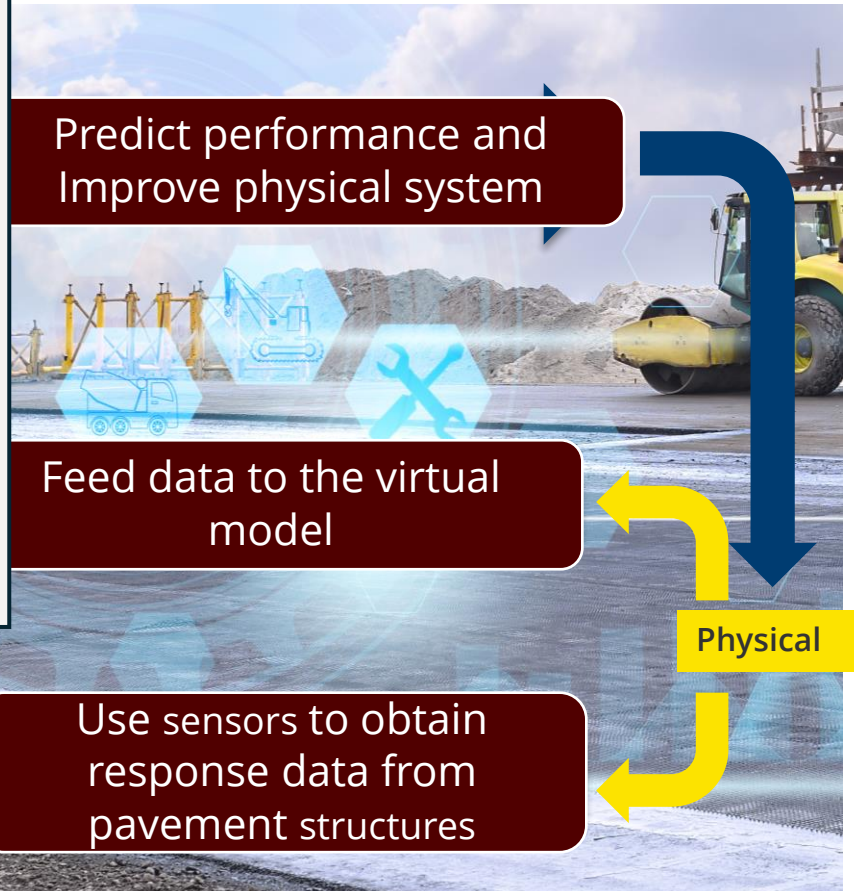 Predict performance and
Improve physical system
Feed data to the virtual
model
Physical
Use sensors to obtain
response data from
pavement structures